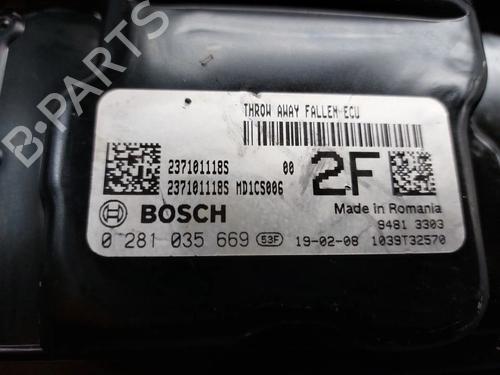 B-PARTS
THROW AWAY FALLEN ECU
237101118S 00
237101118S MD1CS006
2F
BOSCH
Made in Romania
9481 3303
0 281 035 669 53F 19-02-08 1039T32570